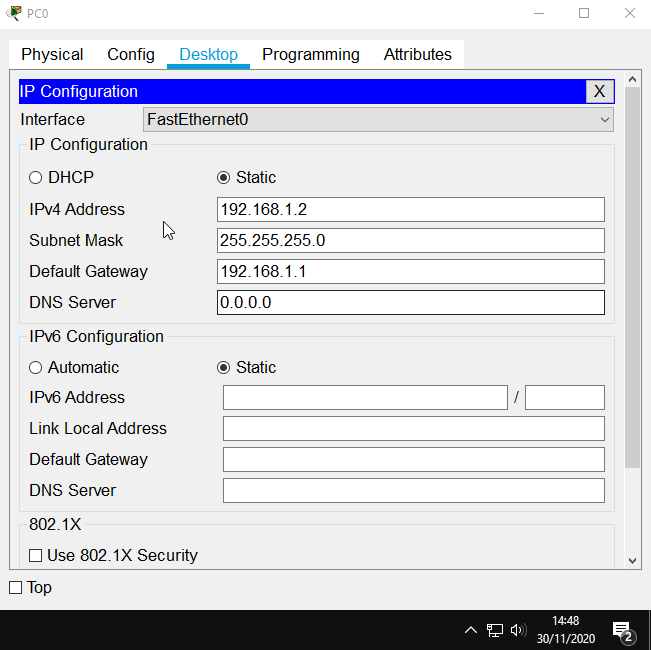 PC0
Physical Config Desktop Programming Attributes
IP Configuration X
Interface FastEthernet0
IP Configuration
DHCP Static
IPv4 Address 192.168.1.2
Subnet Mask 255.255.255.0
Default Gateway 192.168.1.1
DNS Server 0.0.0.0
IPv6 Configuration
Automatic Static
IPv6 Address /
Link Local Address
Default Gateway
DNS Server
802.1X
Use 802.1X Security
Top
14:48
30/11/2020
2